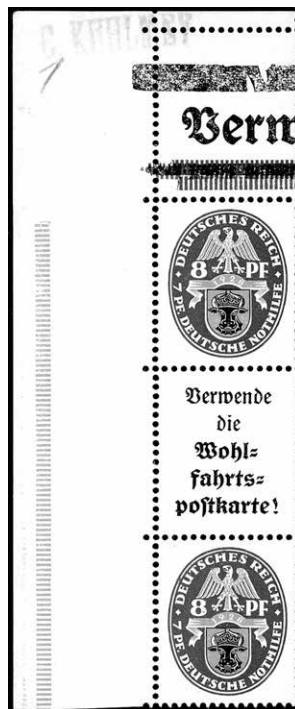 Verw
DEUTSCHES REICH
8 PF
7 PF. DEUTSCHE NOTHILFE
Verwende
die
Wohl=
fahrts=
postkarte!
DEUTSCHES REICH
8 PF
7 PF. DEUTSCHE NOTHILFE